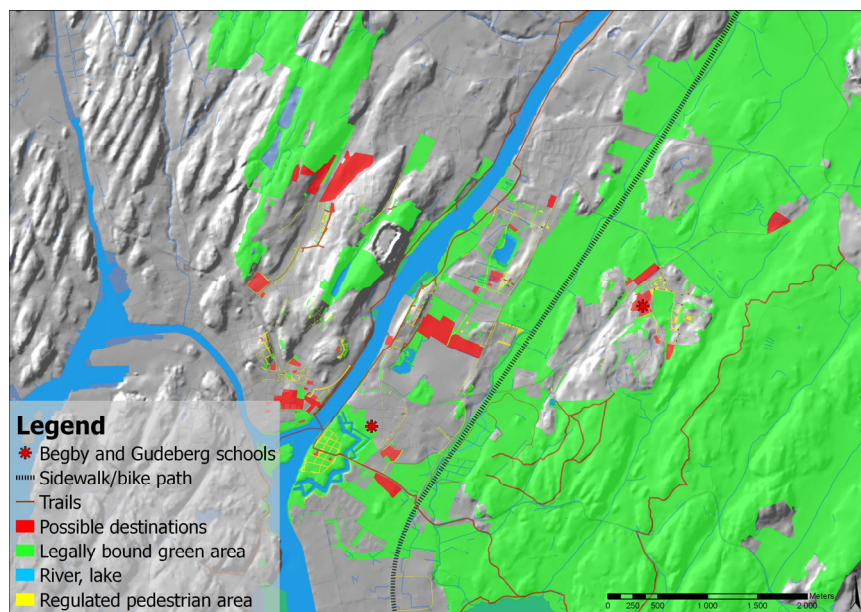 Legend
Begby and Gudeberg schools
Sidewalk/bike path
Trails
Possible destinations
Legally bound green area
River, lake
Regulated pedestrian area
Meters
0 250 500 1 000 1 500 2 000